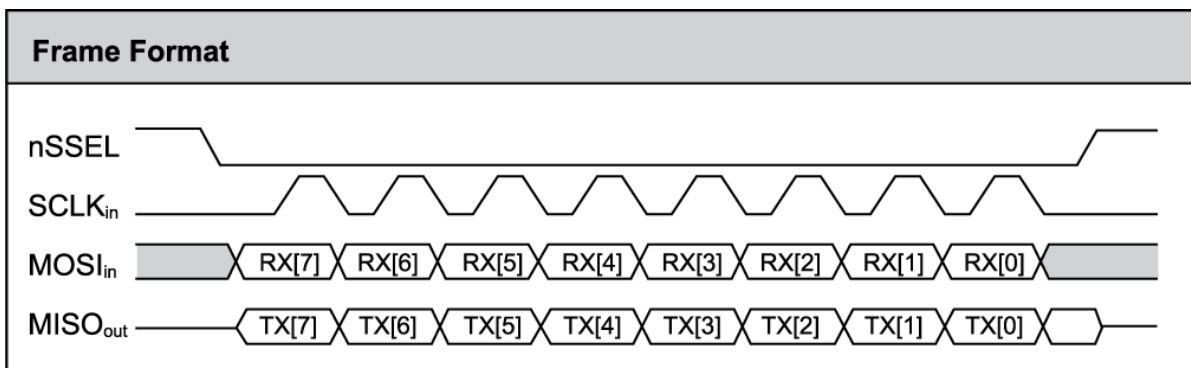 Frame Format
nSSEL
SCLKin
MOSIin RX[7] RX[6] RX[5] RX[4] RX[3] RX[2] RX[1] RX[0]
MISOout TX[7] TX[6] TX[5] TX[4] TX[3] TX[2] TX[1] TX[0]